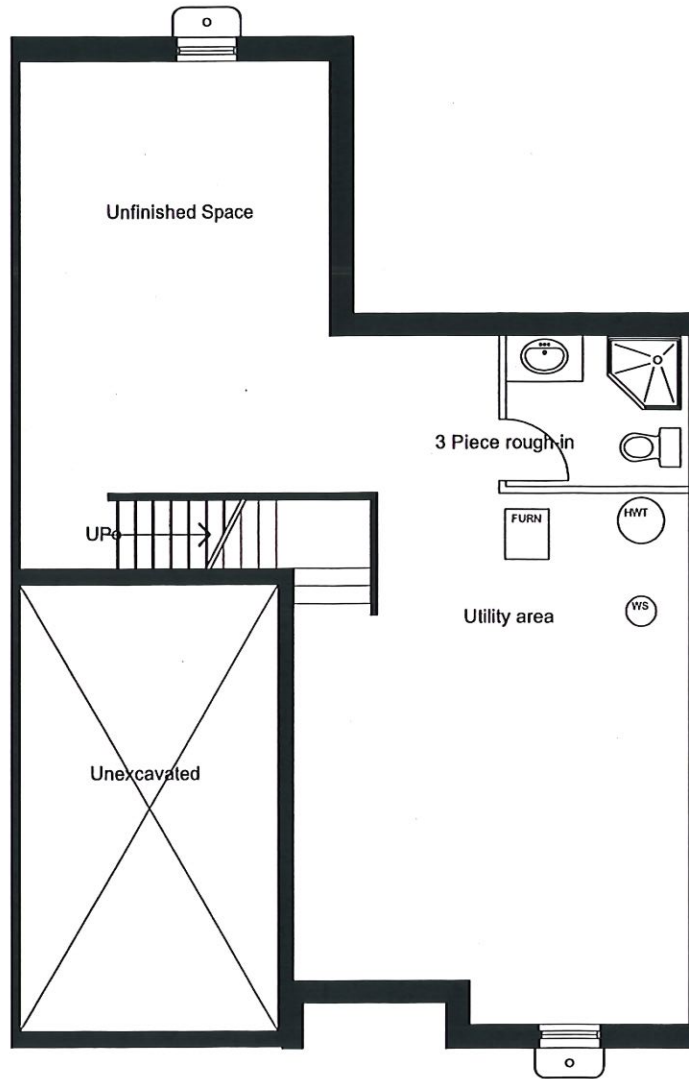 Unfinished Space
3 Piece rough-in
UP
FURN
HWT
WS
Utility area
Unexcavated